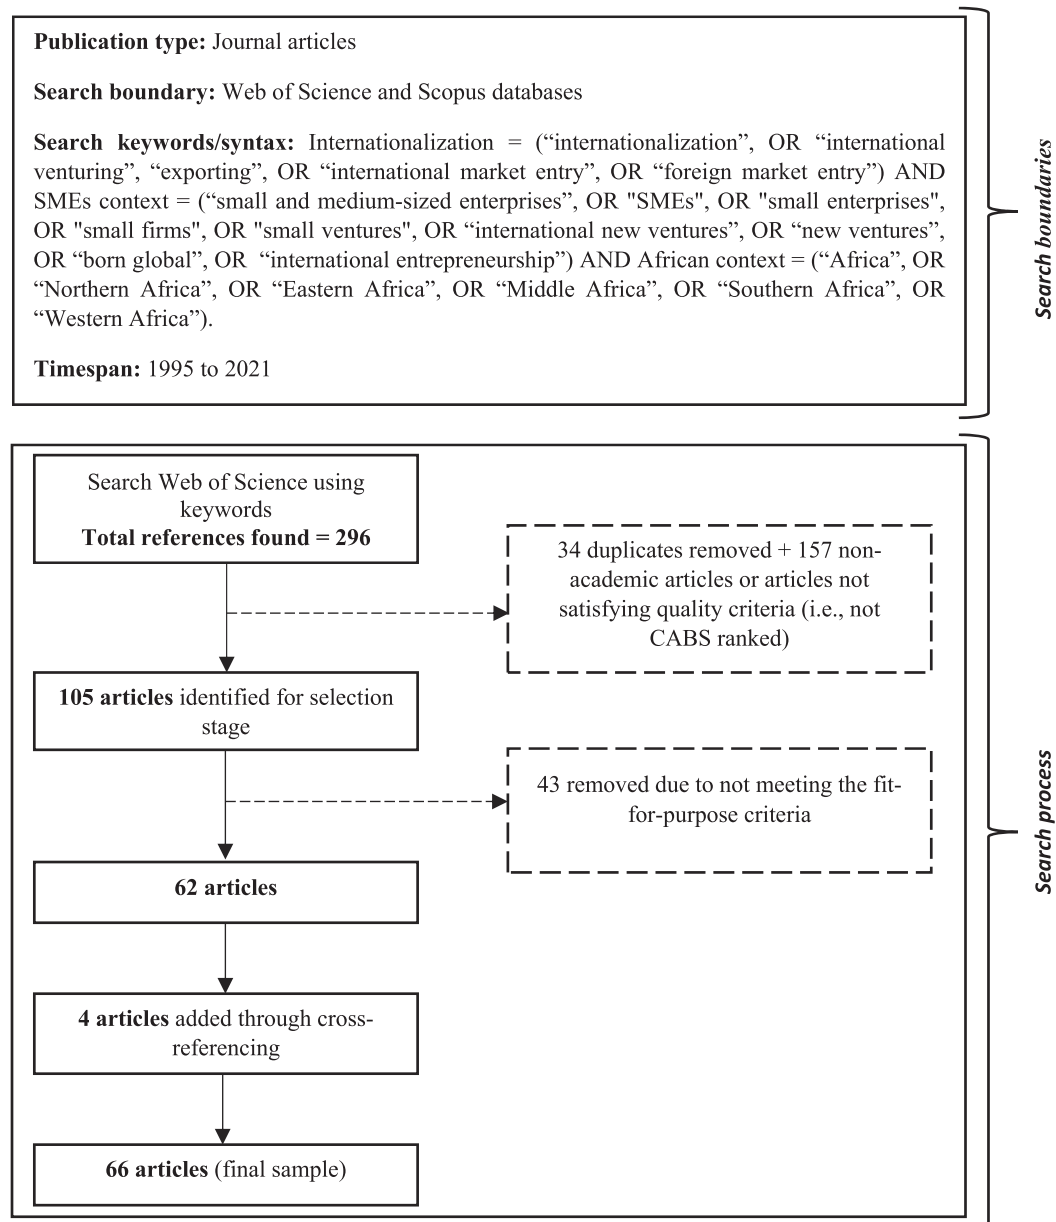 Publication type: Journal articles
Search boundary: Web of Science and Scopus databases
Search keywords/syntax: Internationalization = (“internationalization”, OR “international
venturing”, “exporting”, OR “international market entry”, OR “foreign market entry”) AND
SMEs context = (“small and medium-sized enterprises”, OR "SMEs", OR "small enterprises",
OR "small firms", OR "small ventures", OR “international new ventures”, OR “new ventures”,
OR “born global”, OR “international entrepreneurship”) AND African context = (“Africa”, OR
“Northern Africa”, OR “Eastern Africa”, OR “Middle Africa”, OR “Southern Africa”, OR
“Western Africa”).
Timespan: 1995 to 2021
Search boundaries
Search Web of Science using
keywords
Total references found = 296
34 duplicates removed + 157 non-
academic articles or articles not
satisfying quality criteria (i.e., not
CABS ranked)
105 articles identified for selection
stage
43 removed due to not meeting the fit-
for-purpose criteria
62 articles
4 articles added through cross-
referencing
66 articles (final sample)
Search process